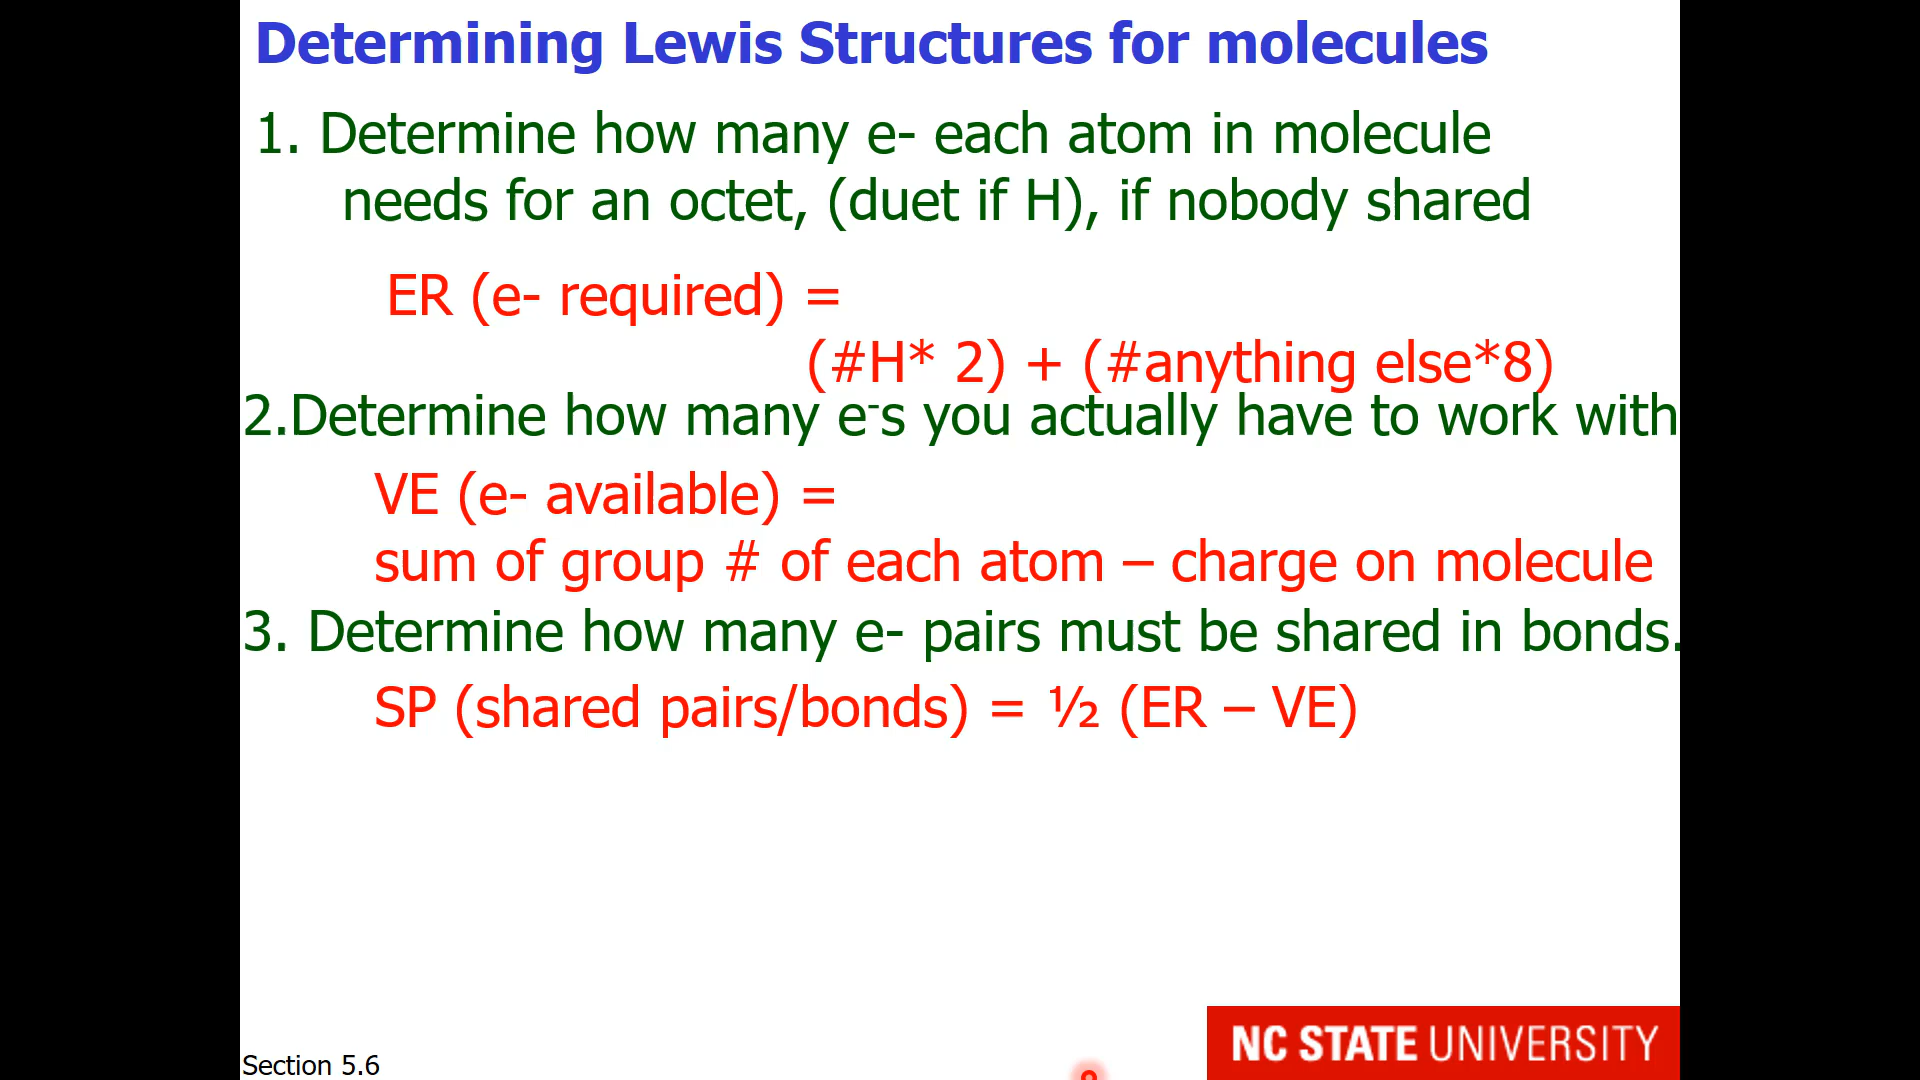 Determining Lewis Structures for molecules
1. Determine how many e- each atom in molecule
needs for an octet, (duet if H), if nobody shared
ER (e- required) =
(#H* 2) + (#anything else*8)
2.Determine how many e⁻s you actually have to work with
VE (e- available) =
sum of group # of each atom – charge on molecule
3. Determine how many e- pairs must be shared in bonds.
SP (shared pairs/bonds) = ½ (ER – VE)
Section 5.6
NC STATE UNIVERSITY